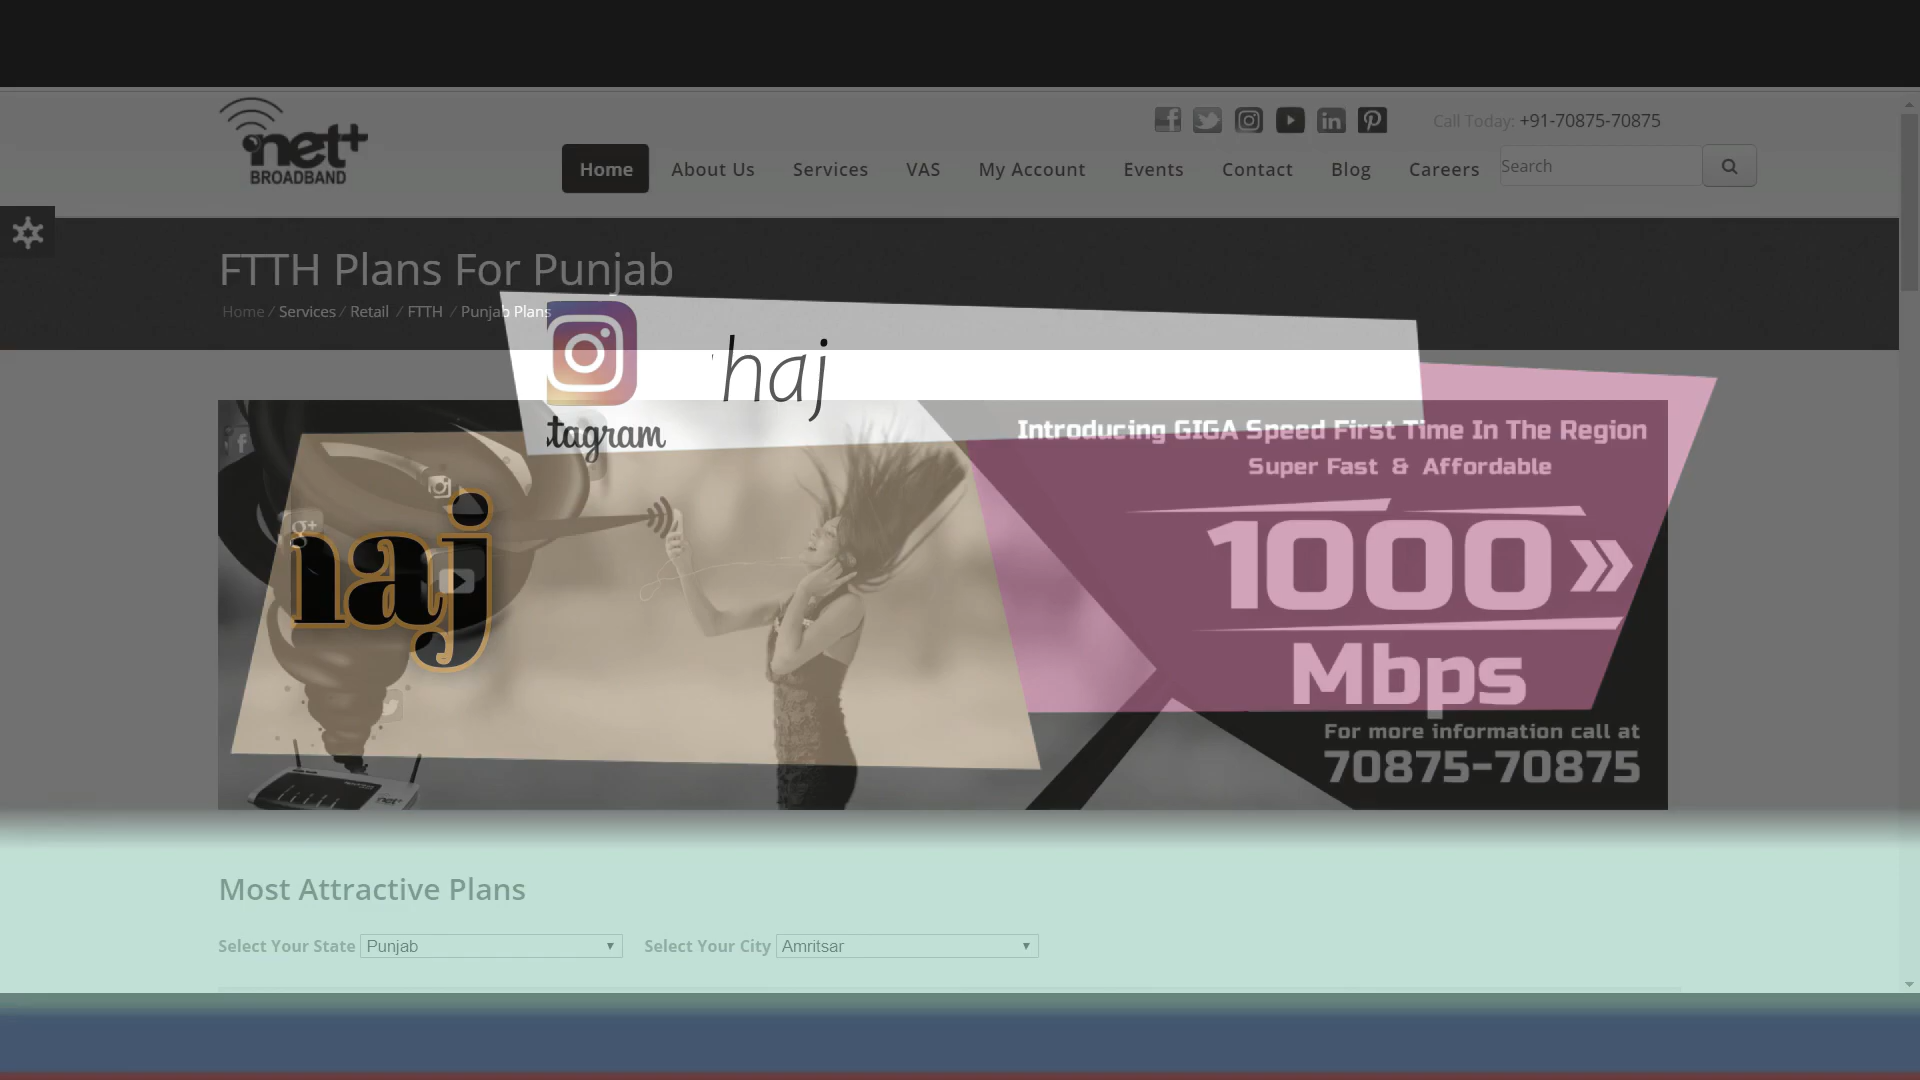 net+
BROADBAND
Call Today: +91-70875-70875
Home About Us Services VAS My Account Events Contact Blog Careers Search
FTTH Plans For Punjab
Home / Services / Retail / FTTH / Punjab Plans
haj
tagram
Introducing GIGA Speed First Time In The Region
Super Fast & Affordable
naj
1000
Mbps
For more information call at
70875-70875
Most Attractive Plans
Select Your State Punjab Select Your City Amritsar